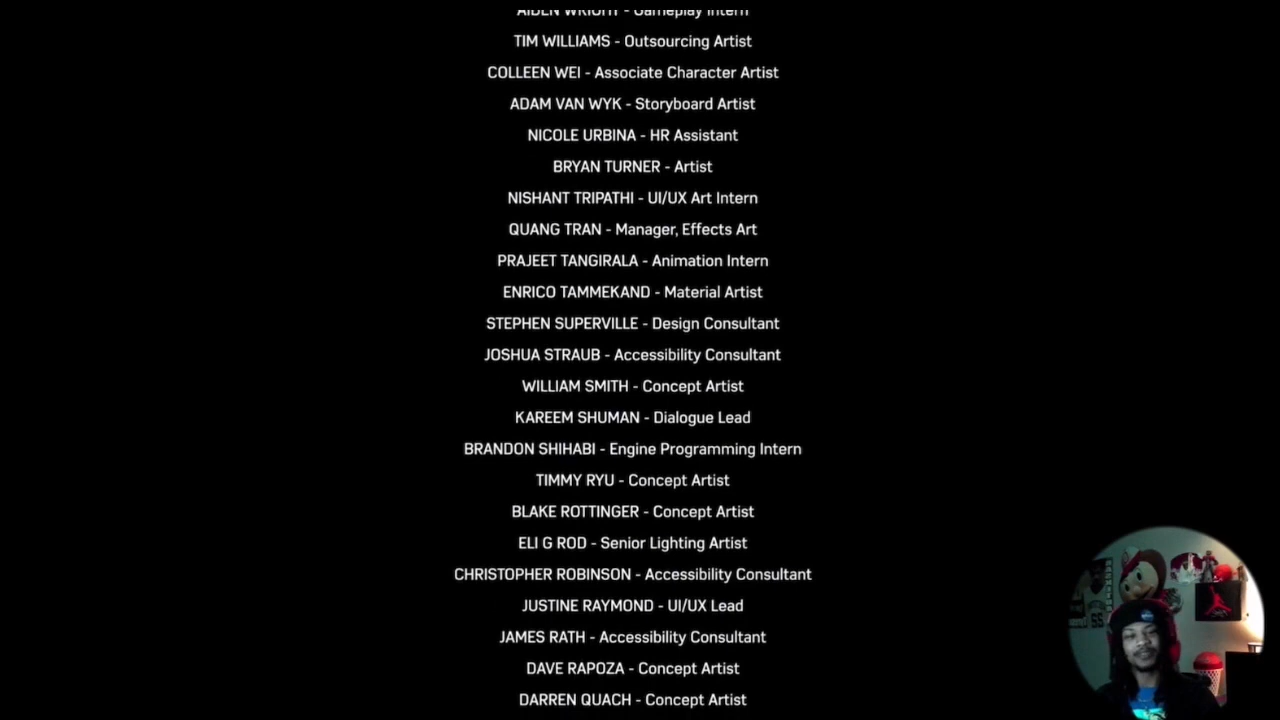 AIDEN WRIGHT - Gameplay Intern
TIM WILLIAMS - Outsourcing Artist
COLLEEN WEI - Associate Character Artist
ADAM VAN WYK - Storyboard Artist
NICOLE URBINA - HR Assistant
BRYAN TURNER - Artist
NISHANT TRIPATHI - UI/UX Art Intern
QUANG TRAN - Manager, Effects Art
PRAJEET TANGIRALA - Animation Intern
ENRICO TAMMEKAND - Material Artist
STEPHEN SUPERVILLE - Design Consultant
JOSHUA STRAUB - Accessibility Consultant
WILLIAM SMITH - Concept Artist
KAREEM SHUMAN - Dialogue Lead
BRANDON SHIHABI - Engine Programming Intern
TIMMY RYU - Concept Artist
BLAKE ROTTINGER - Concept Artist
ELI G ROD - Senior Lighting Artist
CHRISTOPHER ROBINSON - Accessibility Consultant
JUSTINE RAYMOND - UI/UX Lead
JAMES RATH - Accessibility Consultant
DAVE RAPOZA - Concept Artist
DARREN QUACH - Concept Artist